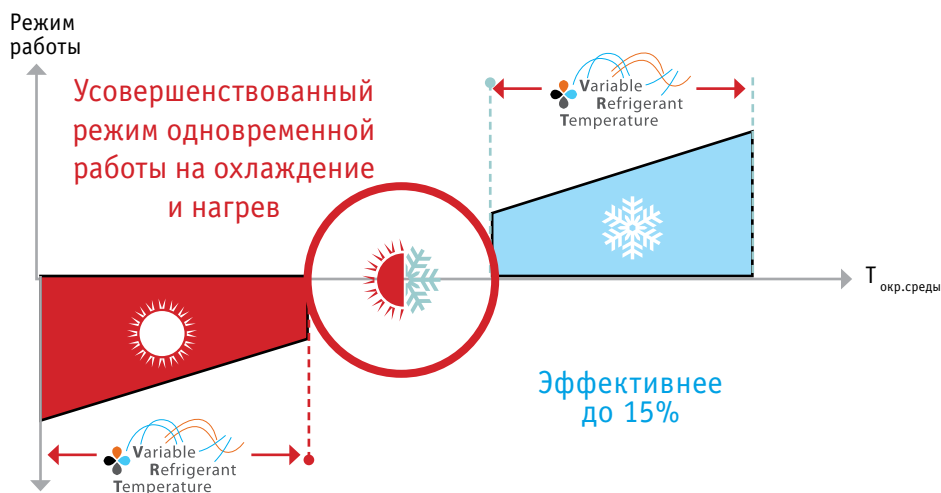 Режим
работы
Усовершенствованный
режим одновременной
работы на охлаждение
и нагрев
Variable
Refrigerant
Temperature
T окр.среды
Эффективнее
до 15%
Variable
Refrigerant
Temperature